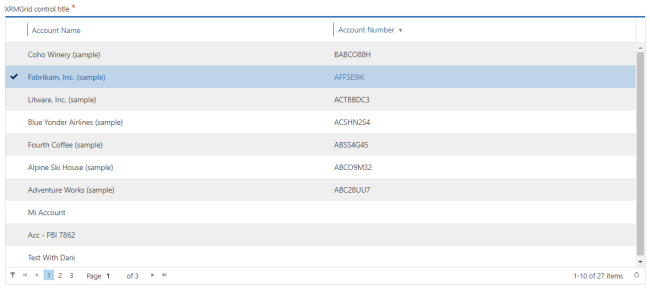 XRMGrid control title *
Account Name Account Number
Coho Winery (sample) BABCO88H
Fabrikam, Inc. (sample) AFFSE9IK
Litware, Inc. (sample) ACTBBDC3
Blue Yonder Airlines (sample) ACSHN2S4
Fourth Coffee (sample) ABSS4G45
Alpine Ski House (sample) ABCO9M32
Adventure Works (sample) ABC28UU7
Mi Account
Acc - PBI 7862
Test With Dani
1 2 3 Page 1 of 3 1-10 of 27 items